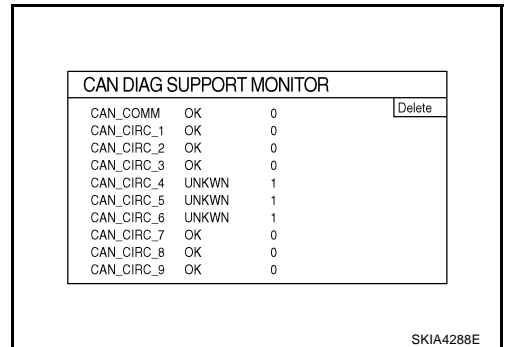 CAN DIAG SUPPORT MONITOR
Delete
CAN_COMM OK 0
CAN_CIRC_1 OK 0
CAN_CIRC_2 OK 0
CAN_CIRC_3 OK 0
CAN_CIRC_4 UNKWN 1
CAN_CIRC_5 UNKWN 1
CAN_CIRC_6 UNKWN 1
CAN_CIRC_7 OK 0
CAN_CIRC_8 OK 0
CAN_CIRC_9 OK 0
SKIA4288E